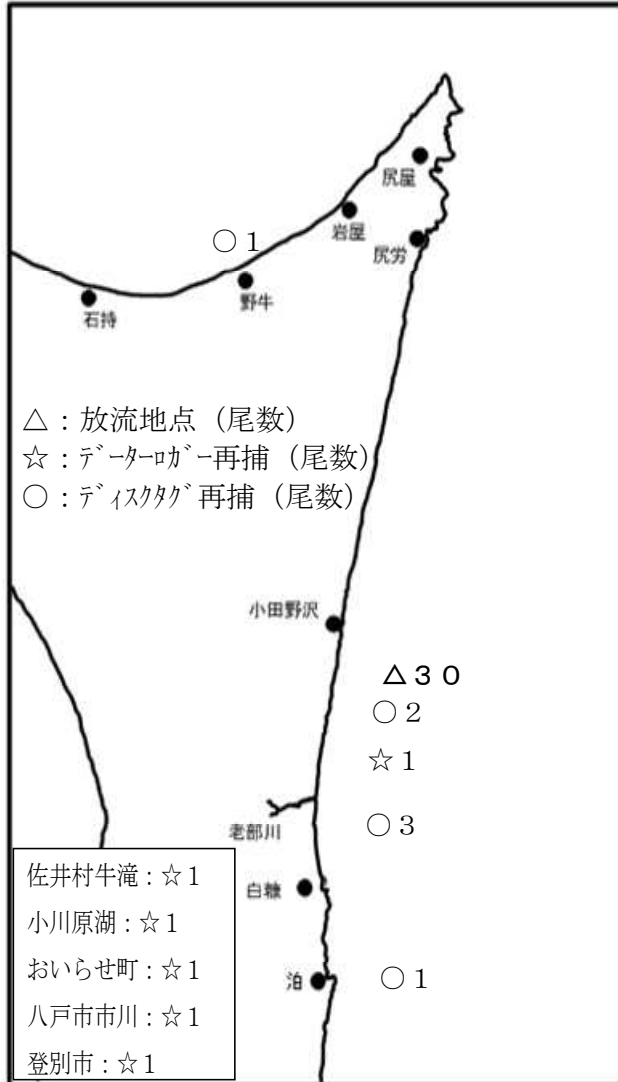 尻屋
岩屋
尻労
○1
野牛
石持
△：放流地点（尾数）
☆：ﾃﾞｰﾀｰﾛｶﾞｰ再捕（尾数）
○：ﾃﾞｨｽｸﾀｸﾞ再捕（尾数）
小田野沢
△30
○2
☆1
老部川
○3
白糠
泊
○1
佐井村牛滝：☆1
小川原湖：☆1
おいらせ町：☆1
八戸市市川：☆1
登別市：☆1